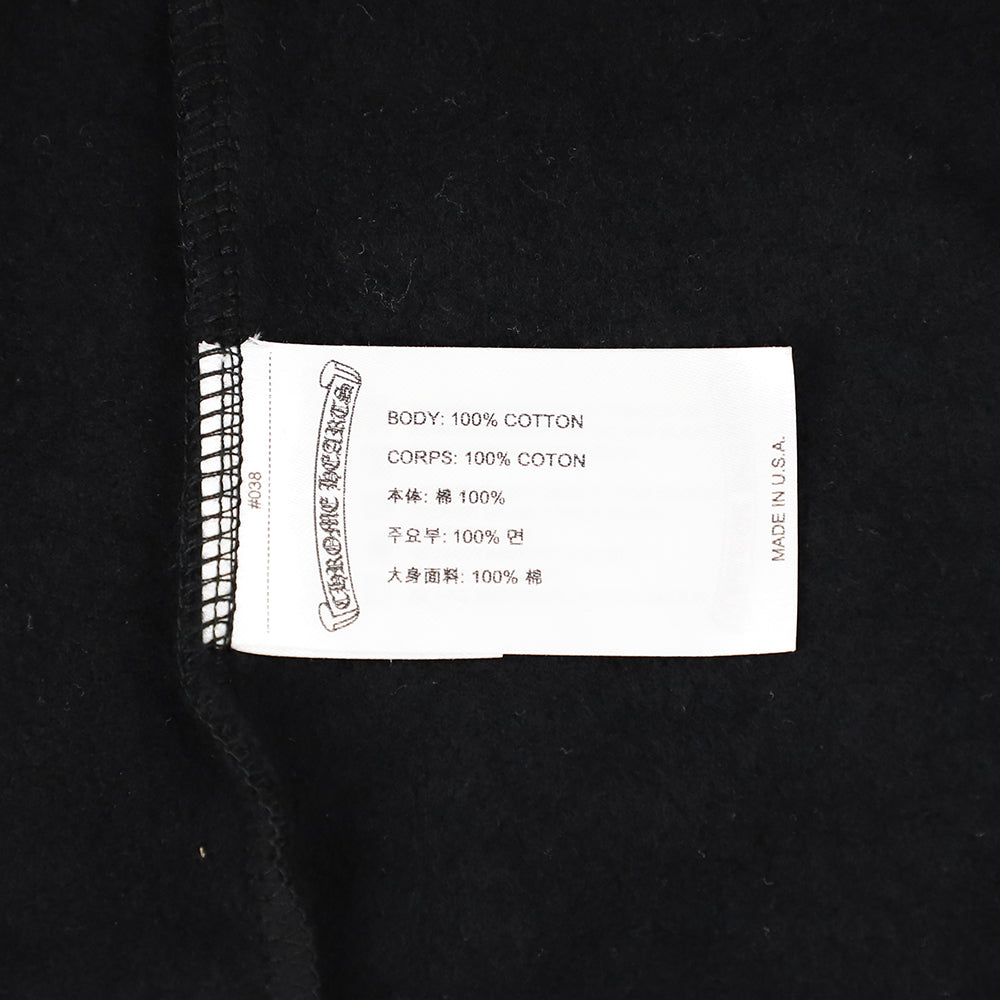 #038
CHROME HEARTS
BODY: 100% COTTON
CORPS: 100% COTON
本体: 棉 100%
주요부: 100% 면
大身面料: 100% 棉
MADE IN U.S.A.